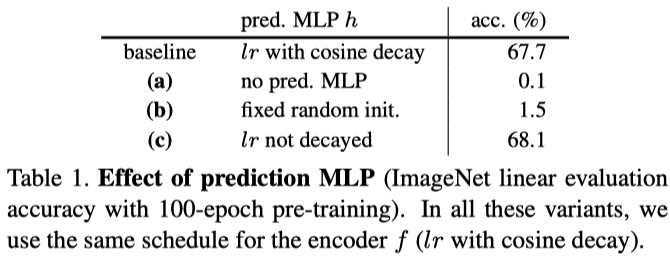 pred. MLP h acc. (%)
baseline lr with cosine decay 67.7
(a) no pred. MLP 0.1
(b) fixed random init. 1.5
(c) lr not decayed 68.1
Table 1. Effect of prediction MLP (ImageNet linear evaluation
accuracy with 100-epoch pre-training). In all these variants, we
use the same schedule for the encoder f (lr with cosine decay).